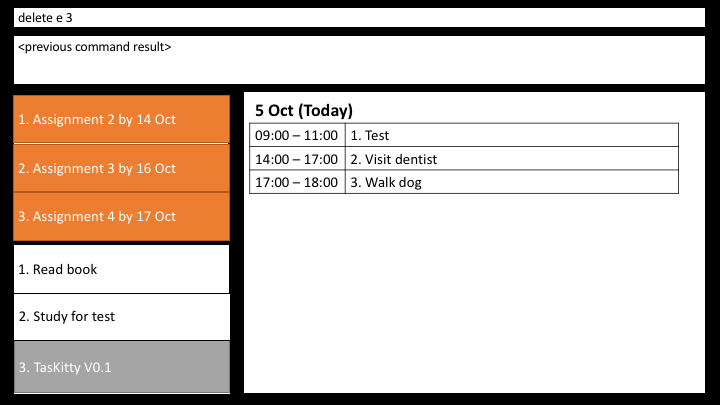 delete e 3
<previous command result>
1. Assignment 2 by 14 Oct
2. Assignment 3 by 16 Oct
3. Assignment 4 by 17 Oct
1. Read book
2. Study for test
3. TasKitty V0.1
5 Oct (Today)
09:00 – 11:00 1. Test
14:00 – 17:00 2. Visit dentist
17:00 – 18:00 3. Walk dog